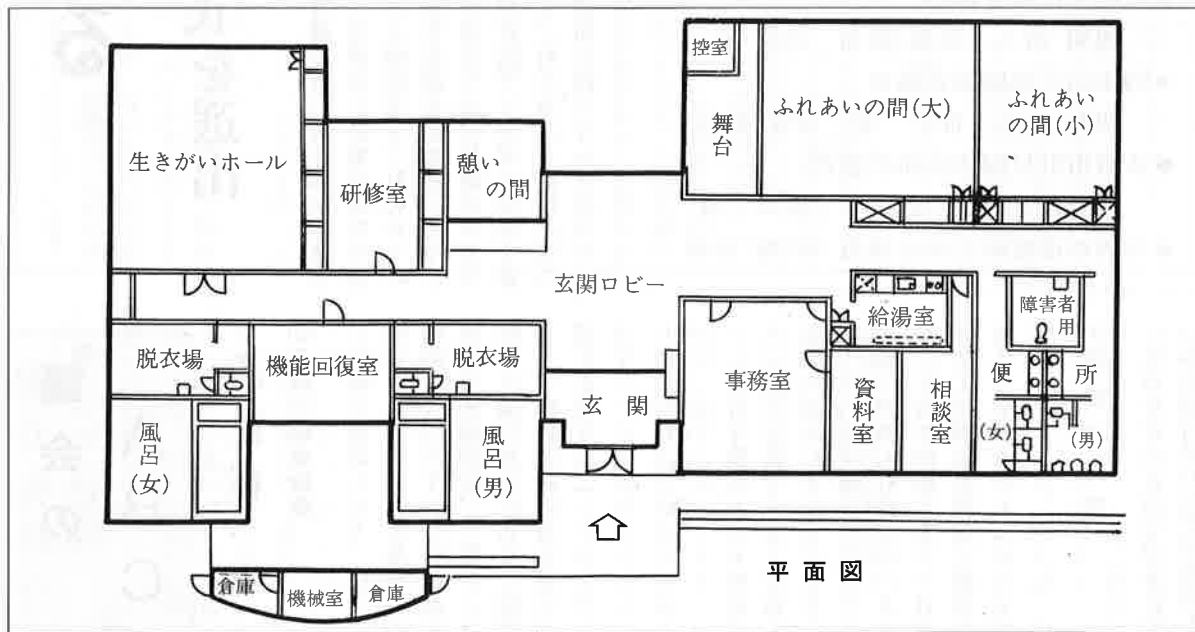 控室
ふれあいの間(大)
ふれあい
の間(小)
舞台
生きがいホール
研修室
憩い
の間
玄関ロビー
給湯室
障害者
用
脱衣場
機能回復室
脱衣場
事務室
資料室
相談室
便
所
玄関
風呂(女)
風呂(男)
(女)
(男)
平面図
倉庫
機械室
倉庫